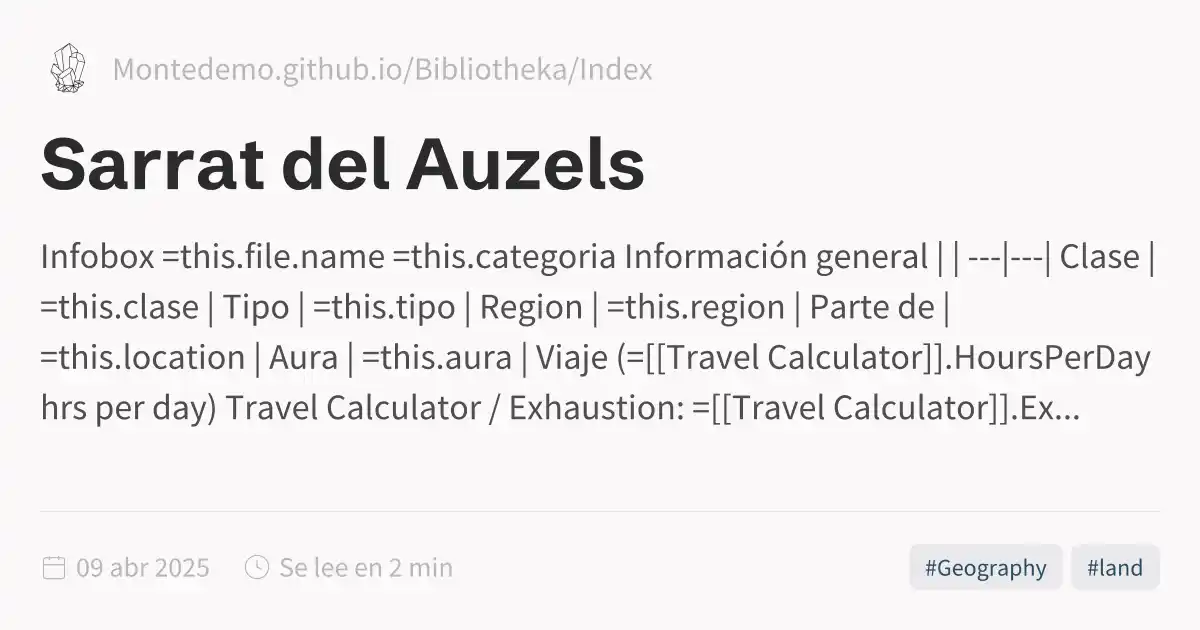 Montedemo.github.io/Bibliotheka/Index
Sarrat del Auzels
Infobox =this.file.name =this.categoria Información general | | ---|---| Clase |
=this.clase | Tipo | =this.tipo | Region | =this.region | Parte de |
=this.location | Aura | =this.aura | Viaje (=[[Travel Calculator]].HoursPerDay
hrs per day) Travel Calculator / Exhaustion: =[[Travel Calculator]].Ex...
09 abr 2025 Se lee en 2 min #Geography #land